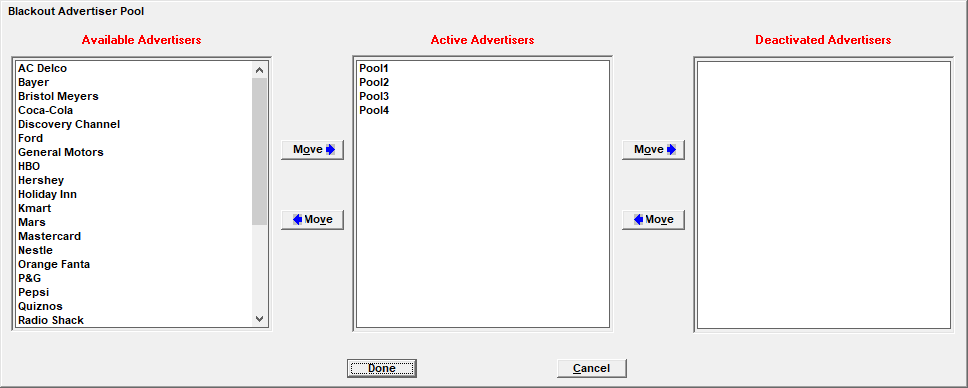 Blackout Advertiser Pool
Available Advertisers
AC Delco
Bayer
Bristol Meyers
Coca-Cola
Discovery Channel
Ford
General Motors
HBO
Hershey
Holiday Inn
Kmart
Mars
Mastercard
Nestle
Orange Fanta
P&G
Pepsi
Quiznos
Radio Shack
Move
Move
Active Advertisers
Pool1
Pool2
Pool3
Pool4
Move
Move
Deactivated Advertisers
Done
Cancel